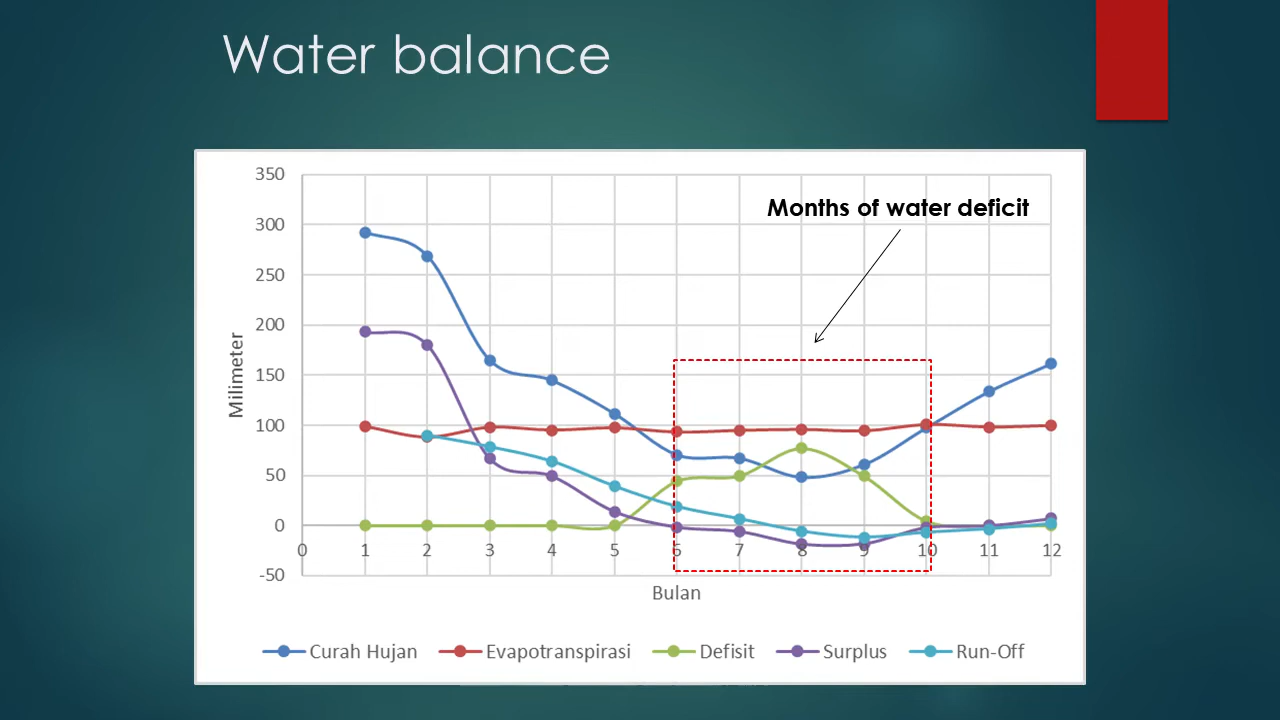 Water balance
350
300
250
200
150
100
50
0
-50
Milimeter
Months of water deficit
0 1 2 3 4 5 6 7 8 9 10 11 12
Bulan
Curah Hujan Evapotranspirasi Defisit Surplus Run-Off